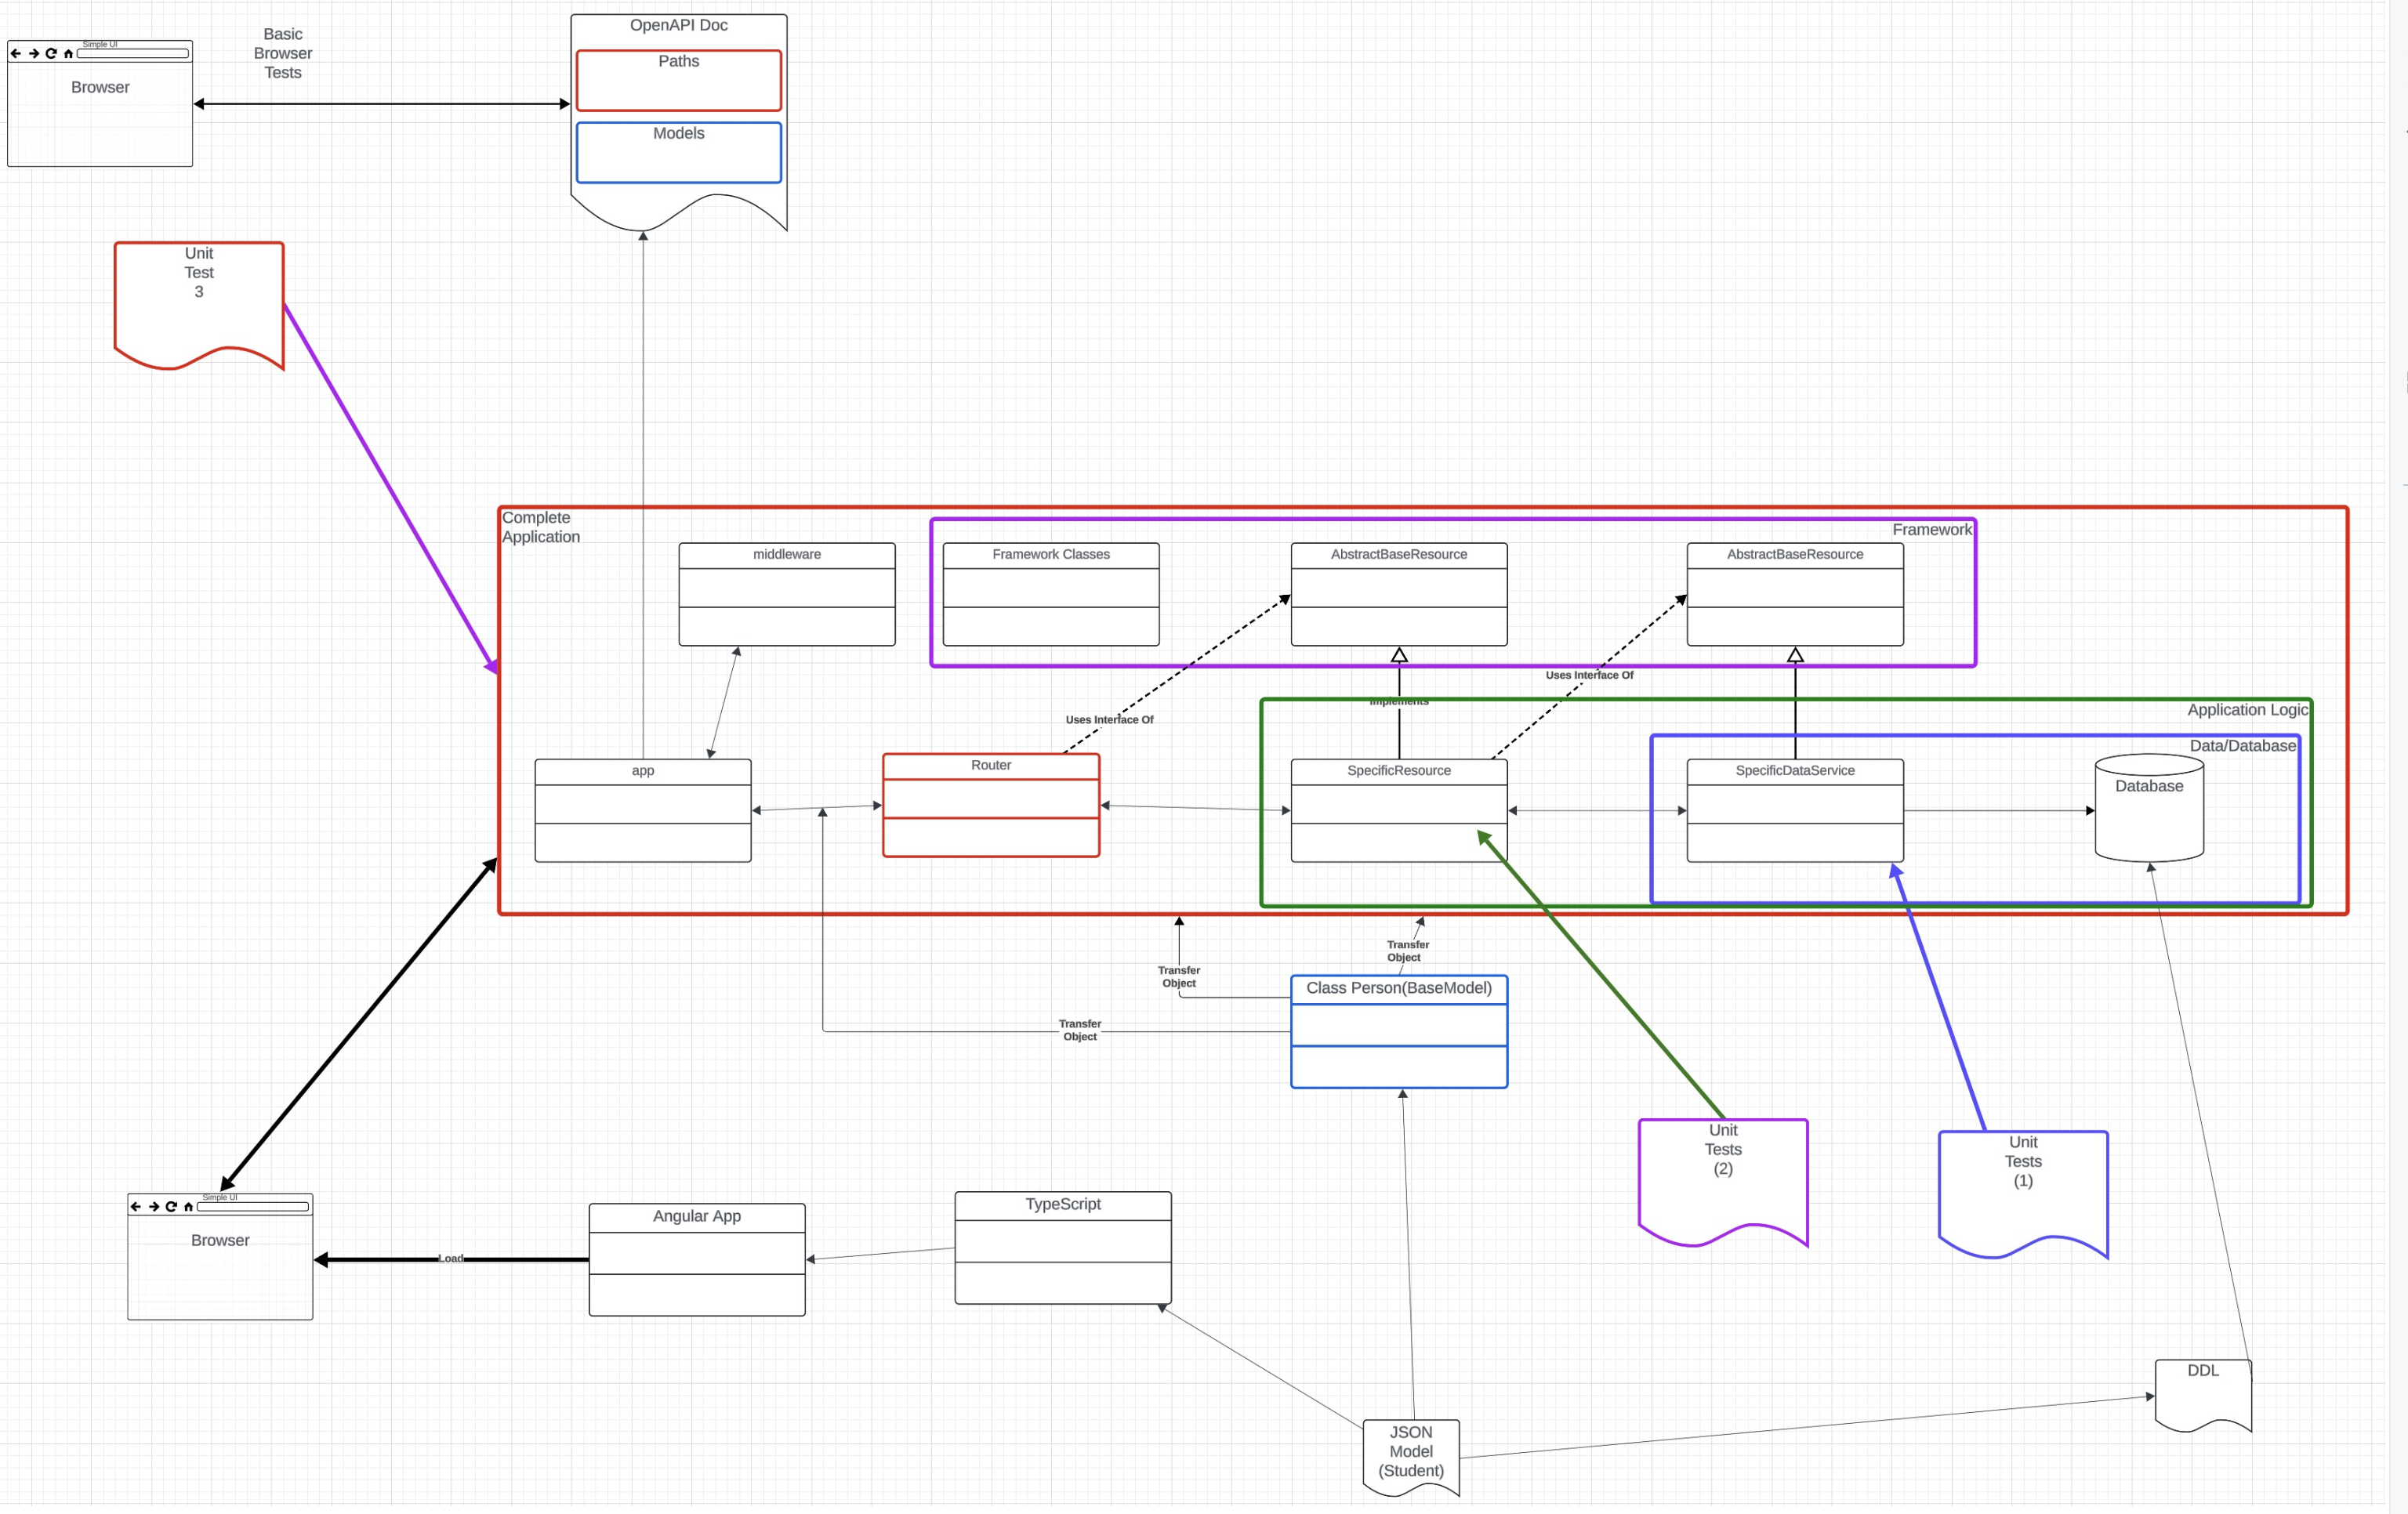 Simple UI
Browser
Basic
Browser
Tests
OpenAPI Doc
Paths
Models
Unit
Test
3
Complete
Application
middleware
Framework
Framework Classes
AbstractBaseResource
AbstractBaseResource
Uses Interface Of
Uses Interface Of
Implements
Application Logic
Data/Database
app
Router
SpecificResource
SpecificDataService
Database
Transfer
Object
Transfer
Object
Transfer
Object
Class Person(BaseModel)
Unit
Tests
(2)
Unit
Tests
(1)
Simple UI
Browser
Load
Angular App
TypeScript
JSON
Model
(Student)
DDL